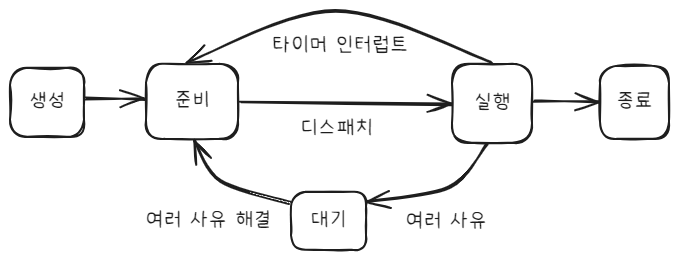 타이머 인터럽트
생성
준비
실행
종료
디스패치
여러 사유 해결
대기
여러 사유